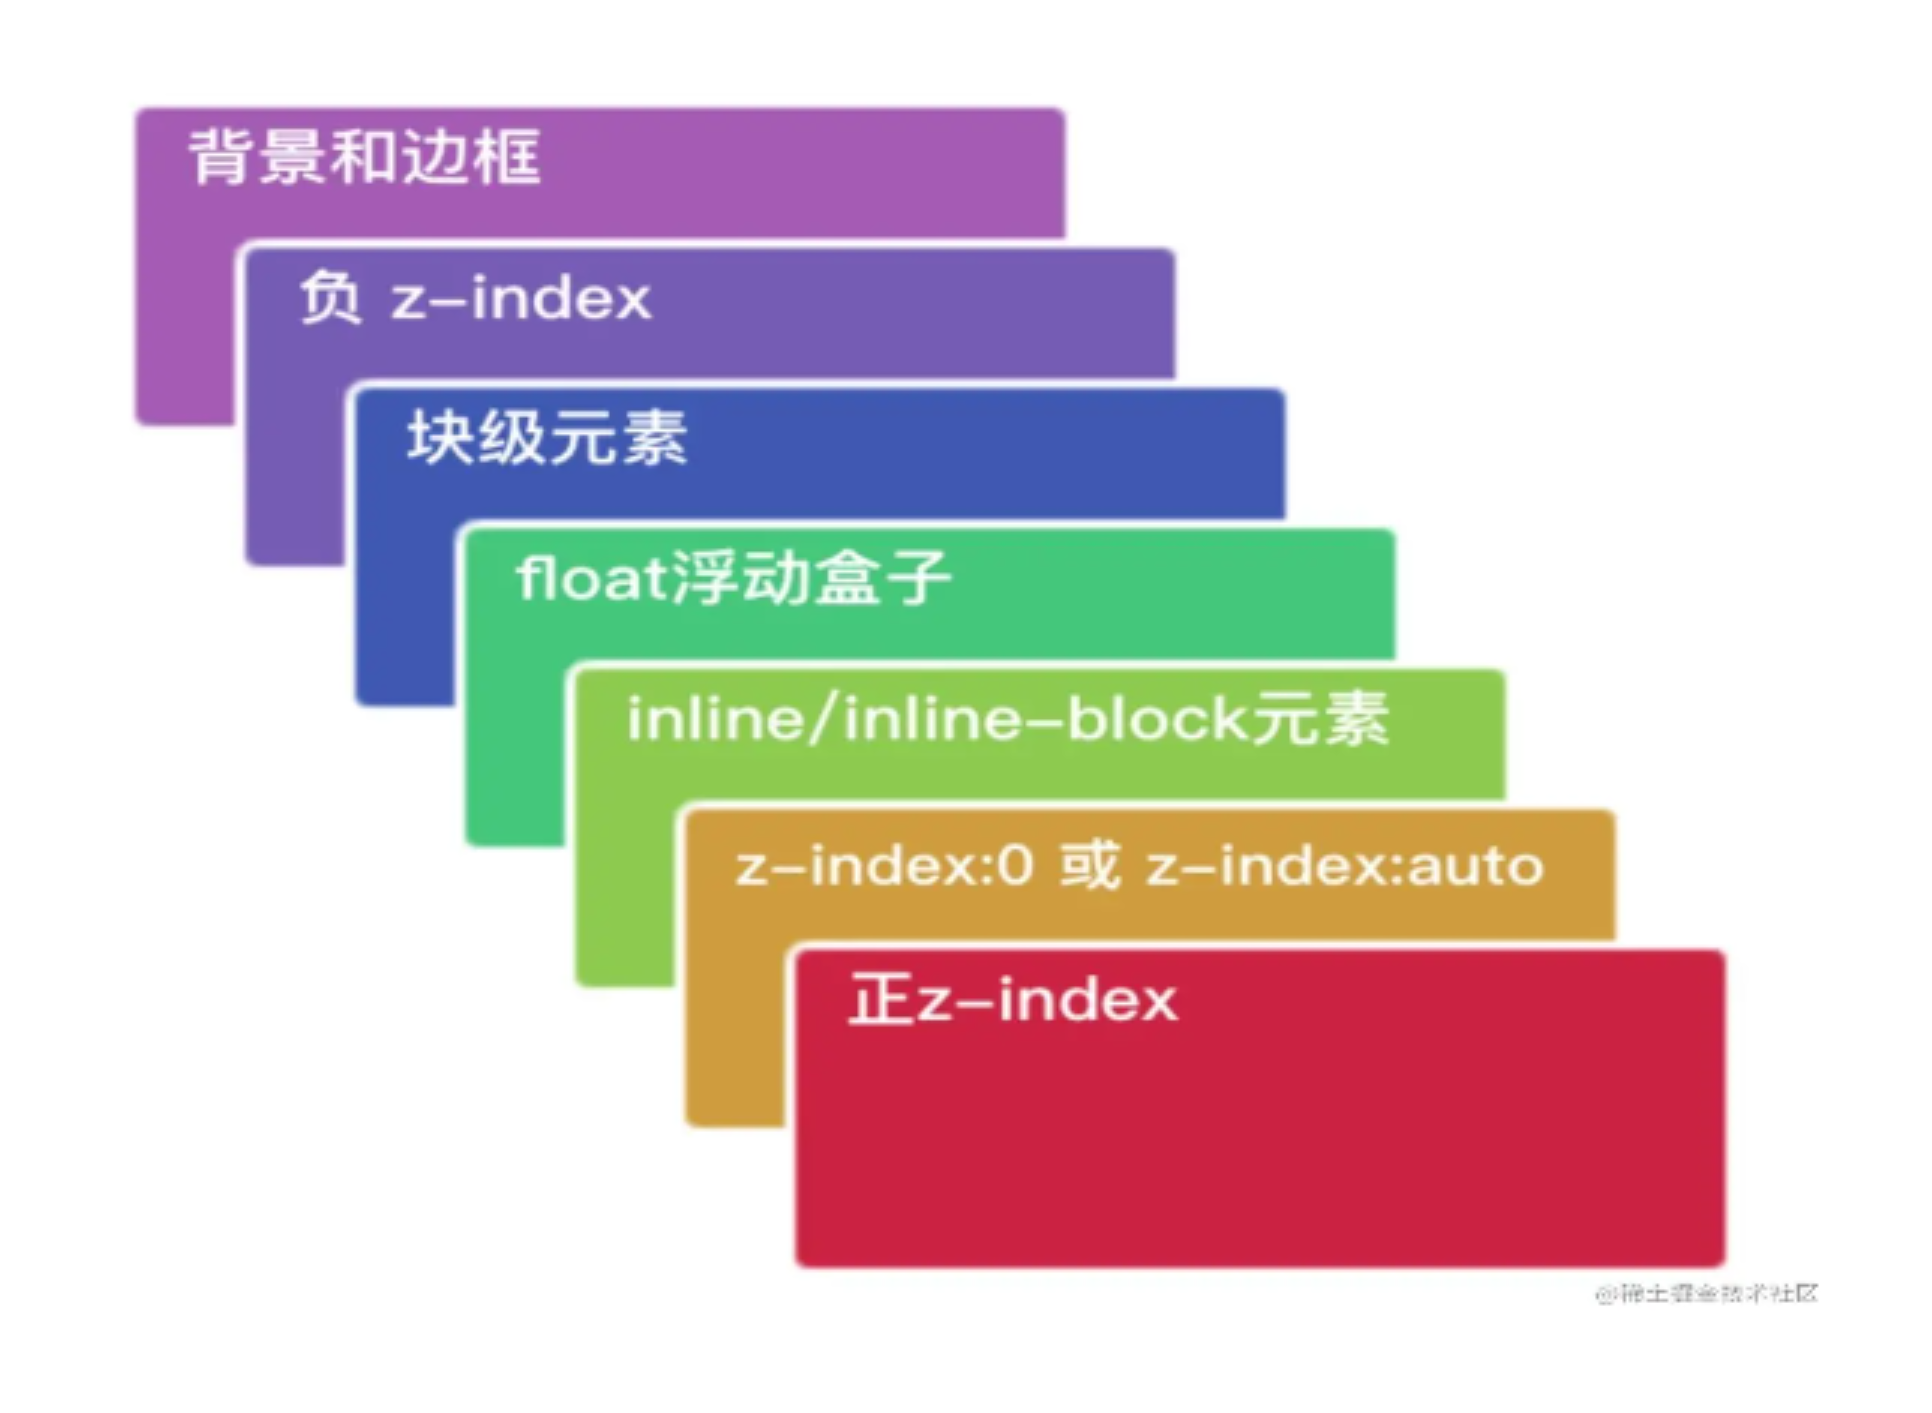 背景和边框
负 z-index
块级元素
float浮动盒子
inline/inline-block元素
z-index:0 或 z-index:auto
正z-index
@稀土掘金技术社区